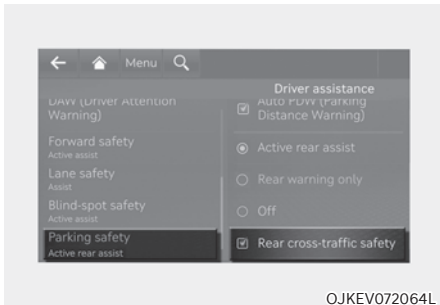 Menu
Driver assistance
DAW (Driver Attention
Warning)
Forward safety
Active assist
Lane safety
Assist
Blind-spot safety
Active assist
Parking safety
Active rear assist
Auto PDW (Parking
Distance Warning)
Active rear assist
Rear warning only
Off
Rear cross-traffic safety
OJKEV072064L